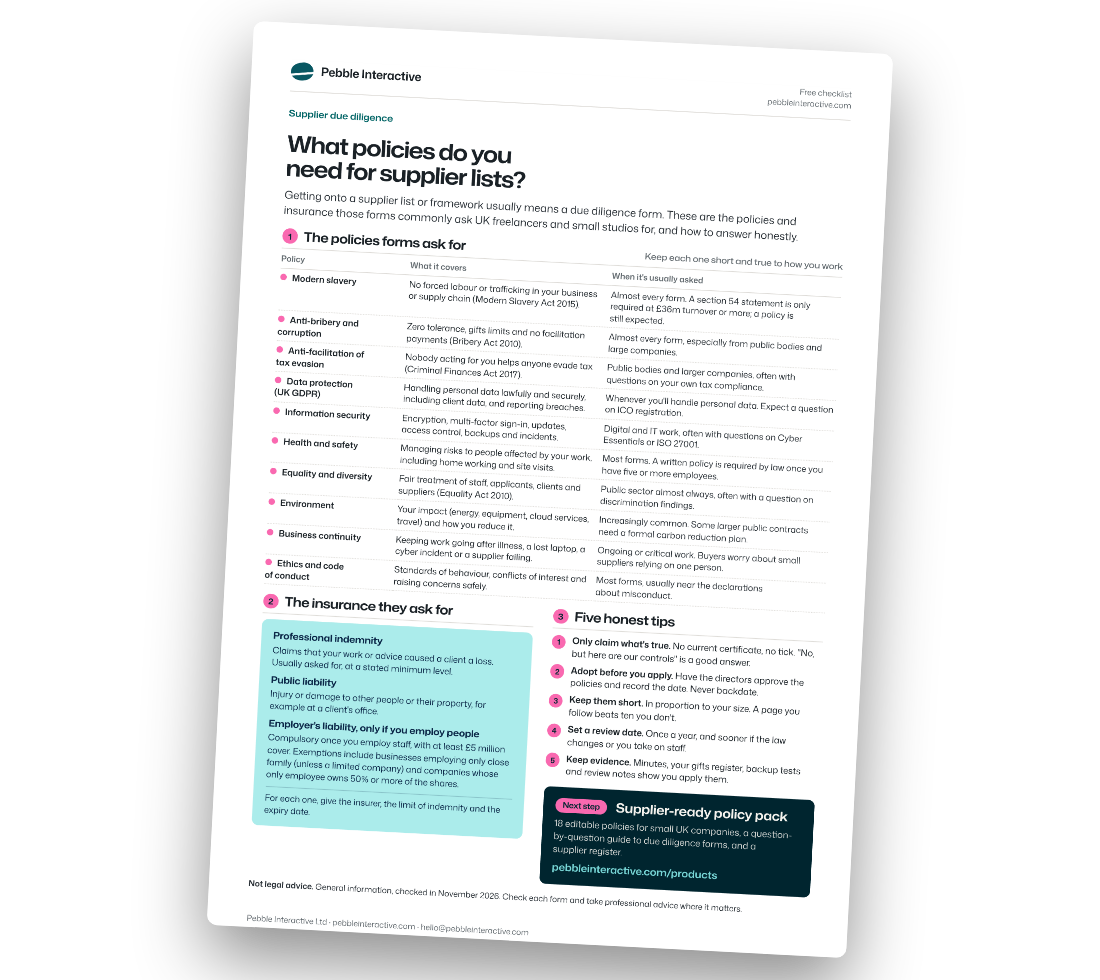 Pebble Interactive
Free checklist
pebbleinteractive.com
Supplier due diligence
What policies do you
need for supplier lists?
Getting onto a supplier list or framework usually means a due diligence form. These are the policies and
insurance those forms commonly ask UK freelancers and small studios for, and how to answer honestly.
1 The policies forms ask for
Keep each one short and true to how you work
Policy
What it covers
When it's usually asked
Modern slavery
No forced labour or trafficking in your business
or supply chain (Modern Slavery Act 2015).
Almost every form. A section 54 statement is only
required at £36m turnover or more; a policy is
still expected.
Anti-bribery and
corruption
Zero tolerance, gifts limits and no facilitation
payments (Bribery Act 2010).
Almost every form, especially from public bodies and
large companies.
Anti-facilitation of
tax evasion
Nobody acting for you helps anyone evade tax
(Criminal Finances Act 2017).
Public bodies and larger companies, often with
questions on your own tax compliance.
Data protection
(UK GDPR)
Handling personal data lawfully and securely,
including client data, and reporting breaches.
Whenever you'll handle personal data. Expect a question
on ICO registration.
Information security
Encryption, multi-factor sign-in, updates,
access control, backups and incidents.
Digital and IT work, often with questions on Cyber
Essentials or ISO 27001.
Health and safety
Managing risks to people affected by your work,
including home working and site visits.
Most forms. A written policy is required by law once you
have five or more employees.
Equality and diversity
Fair treatment of staff, applicants, clients and
suppliers (Equality Act 2010).
Public sector almost always, often with a question on
discrimination findings.
Environment
Your impact (energy, equipment, cloud services,
travel) and how you reduce it.
Increasingly common. Some larger public contracts
need a formal carbon reduction plan.
Business continuity
Keeping work going after illness, a lost laptop, a
cyber incident or a supplier failing.
Ongoing or critical work. Buyers worry about small
suppliers relying on one person.
Ethics and code
of conduct
Standards of behaviour, conflicts of interest and
raising concerns safely.
Most forms, usually near the declarations
about misconduct.
2 The insurance they ask for
Professional indemnity
Claims that your work or advice caused a client a loss.
Usually asked for, at a stated minimum level.
Public liability
Injury or damage to other people or their property, for
example at a client's office.
Employer's liability, only if you employ people
Compulsory once you employ staff, with at least £5 million
cover. Exemptions include businesses employing only close
family (unless a limited company) and companies whose
only employee owns 50% or more of the shares.
For each one, give the insurer, the limit of indemnity and the
expiry date.
3 Five honest tips
1 Only claim what's true. No current certificate, no tick. "No,
but here are our controls" is a good answer.
2 Adopt before you apply. Have the directors approve the
policies and record the date. Never backdate.
3 Keep them short. In proportion to your size. A page you
follow beats ten you don't.
4 Set a review date. Once a year, and sooner if the law
changes or you take on staff.
5 Keep evidence. Minutes, your gifts register, backup tests
and review notes show you apply them.
Next step Supplier-ready policy pack
18 editable policies for small UK companies, a question-
by-question guide to due diligence forms, and a
supplier register.
pebbleinteractive.com/products
Not legal advice. General information, checked in November 2026. Check each form and take professional advice where it matters.
Pebble Interactive Ltd · pebbleinteractive.com · hello@pebbleinteractive.com